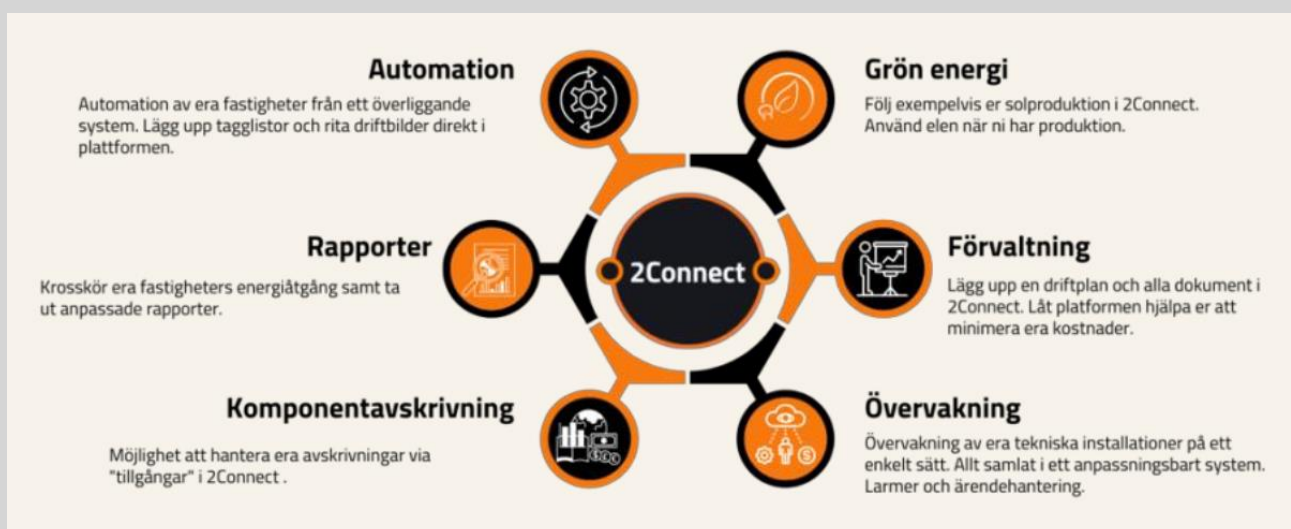 Automation
Automation av era fastigheter från ett överliggande
system. Lägg upp tagglistor och rita driftbilder direkt i
plattformen.
Grön energi
Följ exempelvis er solproduktion i 2Connect.
Använd elen när ni har produktion.
Rapporter
Krosskör era fastigheters energiåtgång samt ta
ut anpassade rapporter.
2Connect
Förvaltning
Lägg upp en driftplan och alla dokument i
2Connect. Låt platformen hjälpa er att
minimera era kostnader.
Komponentavskrivning
Möjlighet att hantera era avskrivningar via
"tillgångar" i 2Connect .
Övervakning
Övervakning av era tekniska installationer på ett
enkelt sätt. Allt samlat i ett anpassningsbart system.
Larmer och ärendehantering.